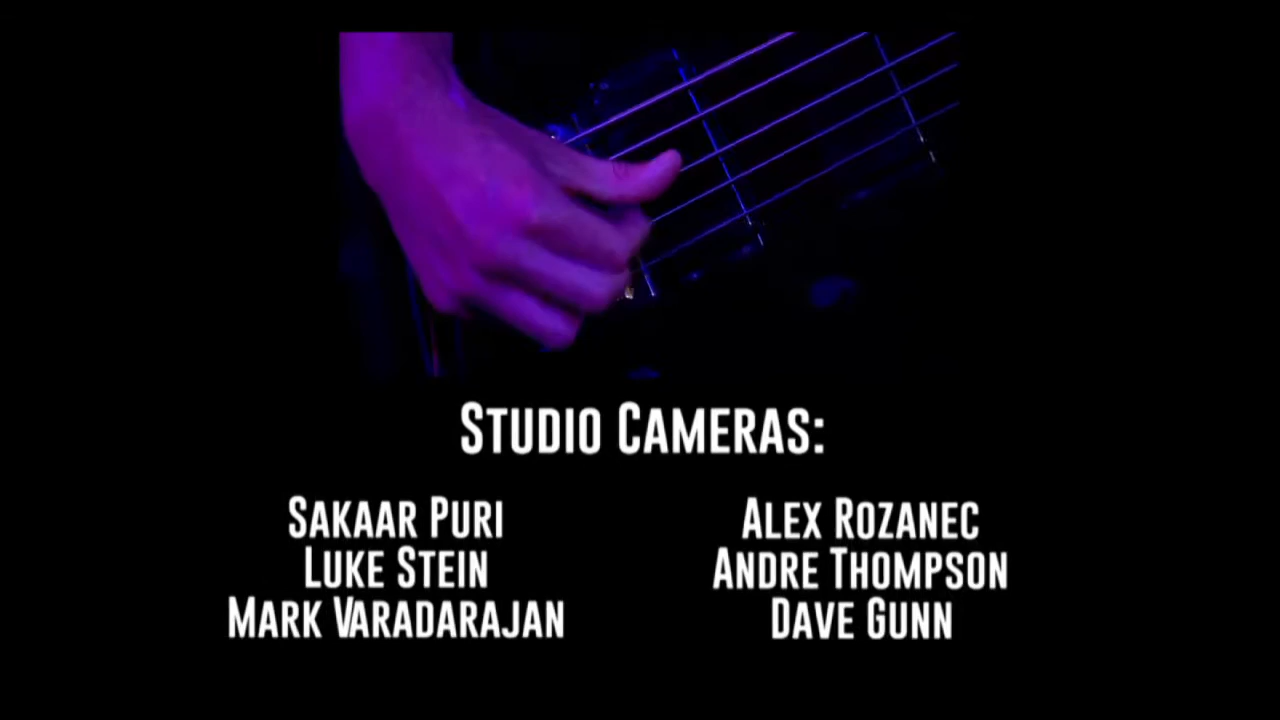 Studio Cameras:
Sakaar Puri
Luke Stein
Mark Varadarajan
Alex Rozanec
Andre Thompson
Dave Gunn